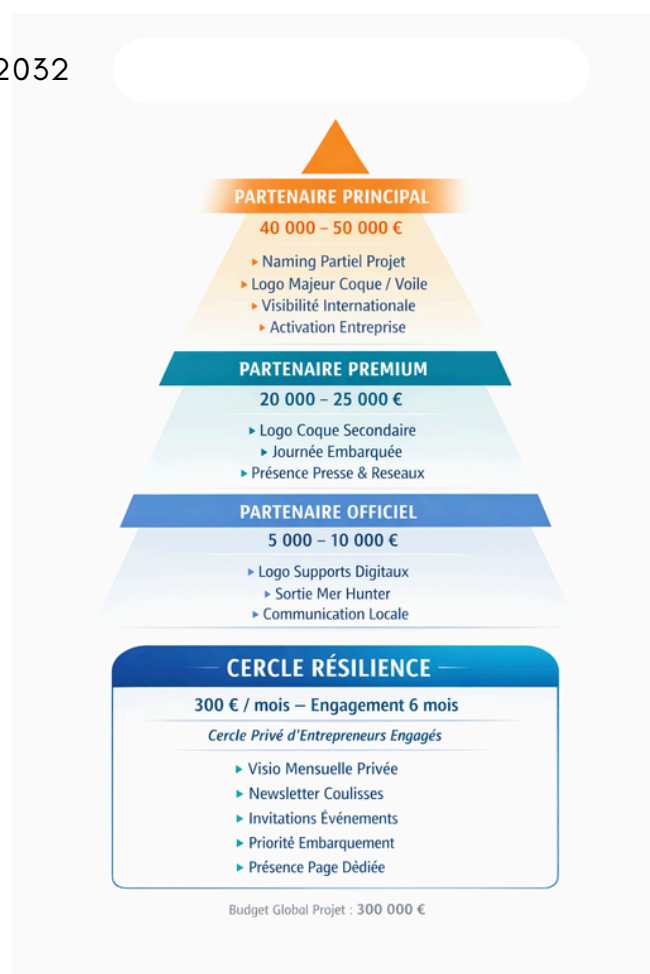 2032
PARTENAIRE PRINCIPAL
40 000 – 50 000 €
▸ Naming Partiel Projet
▸ Logo Majeur Coque / Voile
▸ Visibilité Internationale
▸ Activation Entreprise
PARTENAIRE PREMIUM
20 000 – 25 000 €
▸ Logo Coque Secondaire
▸ Journée Embarquée
▸ Présence Presse & Reseaux
PARTENAIRE OFFICIEL
5 000 – 10 000 €
▸ Logo Supports Digitaux
▸ Sortie Mer Hunter
▸ Communication Locale
CERCLE RÉSILIENCE
300 € / mois – Engagement 6 mois
Cercle Privé d'Entrepreneurs Engagés
▸ Visio Mensuelle Privée
▸ Newsletter Coulisses
▸ Invitations Événements
▸ Priorité Embarquement
▸ Présence Page Dèdiée
Budget Global Projet : 300 000 €